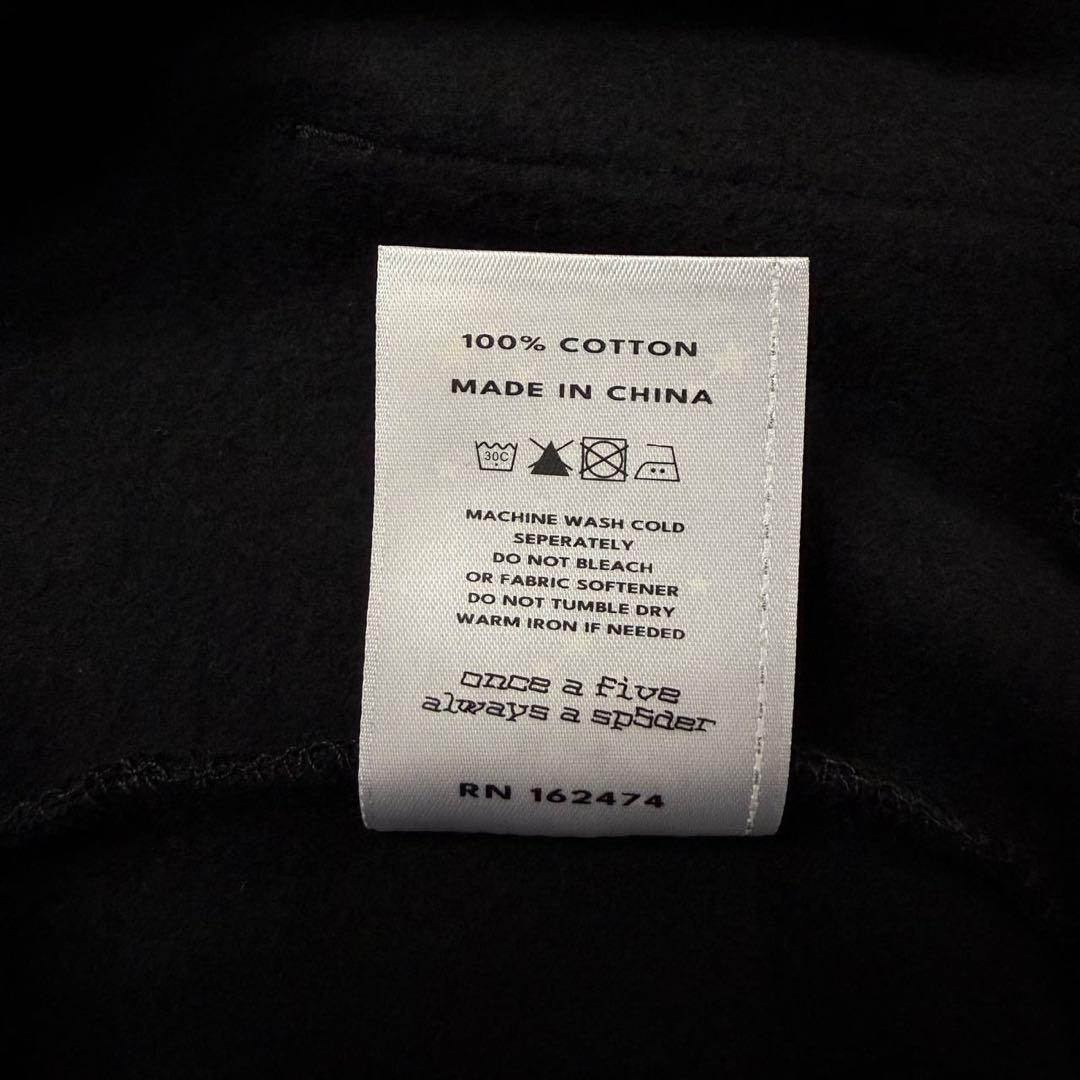 100% COTTON
MADE IN CHINA
30C
MACHINE WASH COLD
SEPERATELY
DO NOT BLEACH
OR FABRIC SOFTENER
DO NOT TUMBLE DRY
WARM IRON IF NEEDED
once a five
always a sp5der
RN 162474